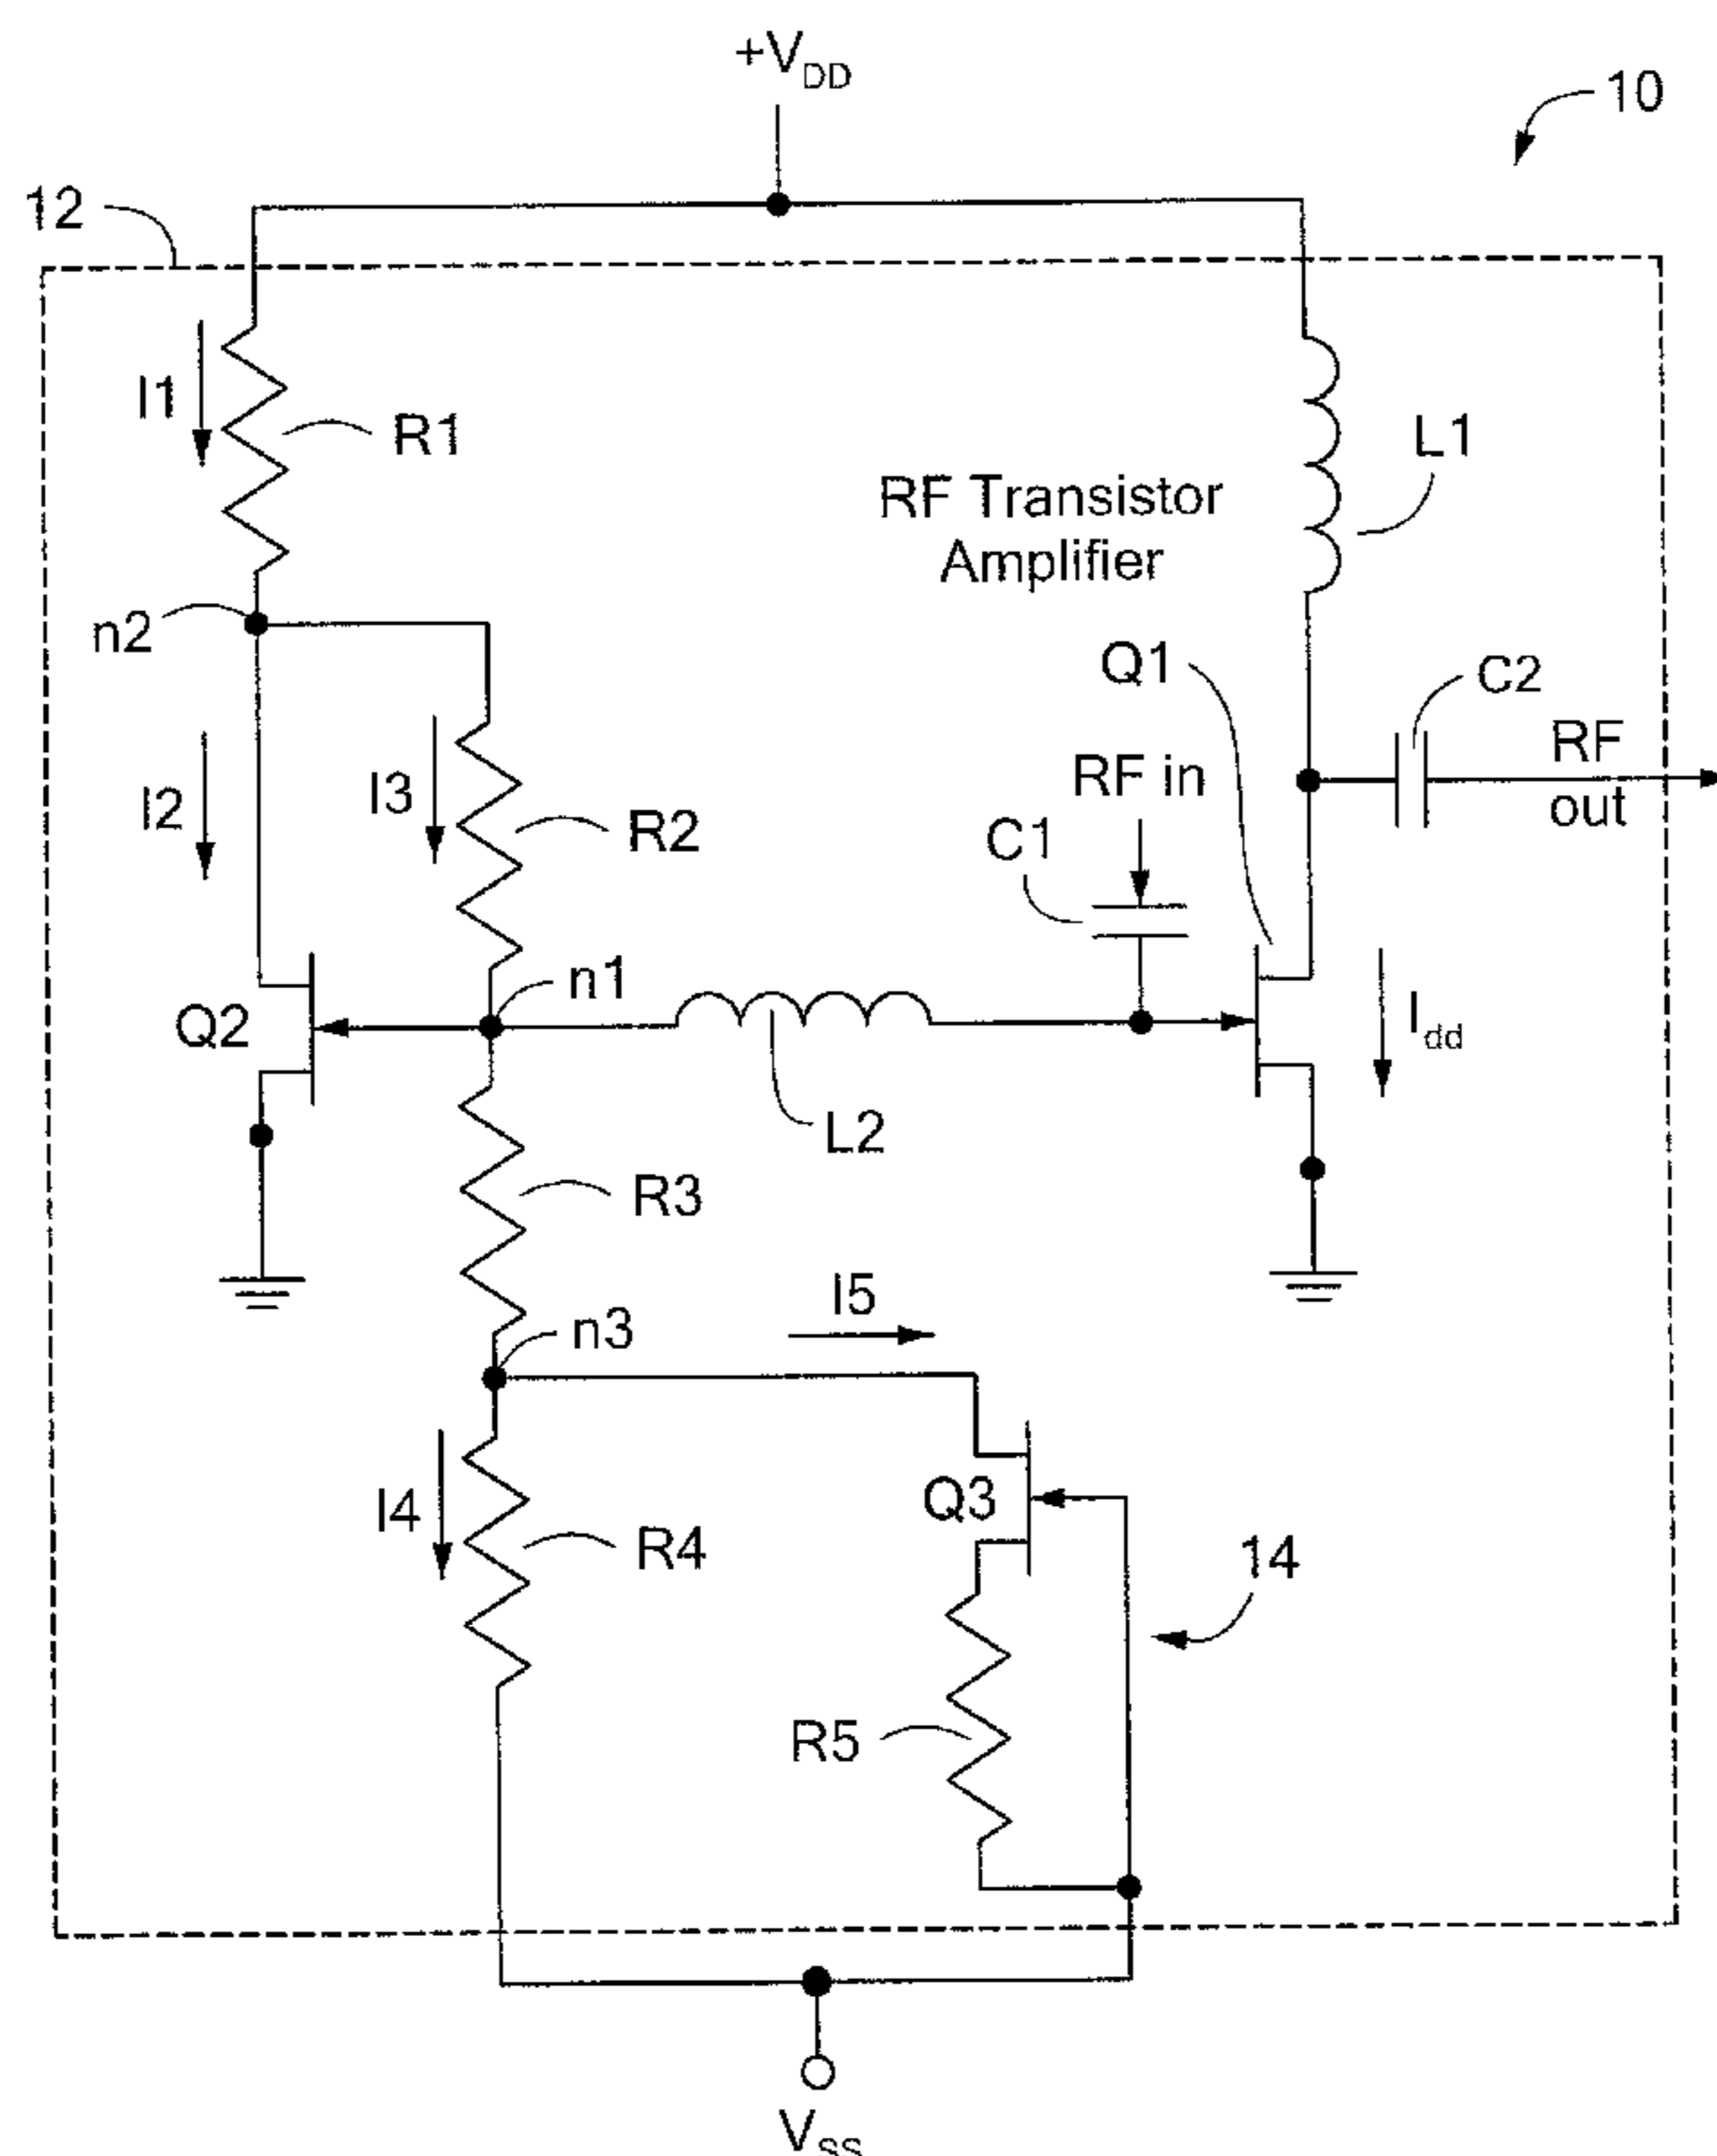 +VDD
10
12
I1
R1
L1
RF Transistor
Amplifier
n2
Q1
C2
RF in
RF
out
I2
I3
R2
C1
n1
Q2
Idd
L2
R3
I5
n3
Q3
I4
R4
14
R5
VSS